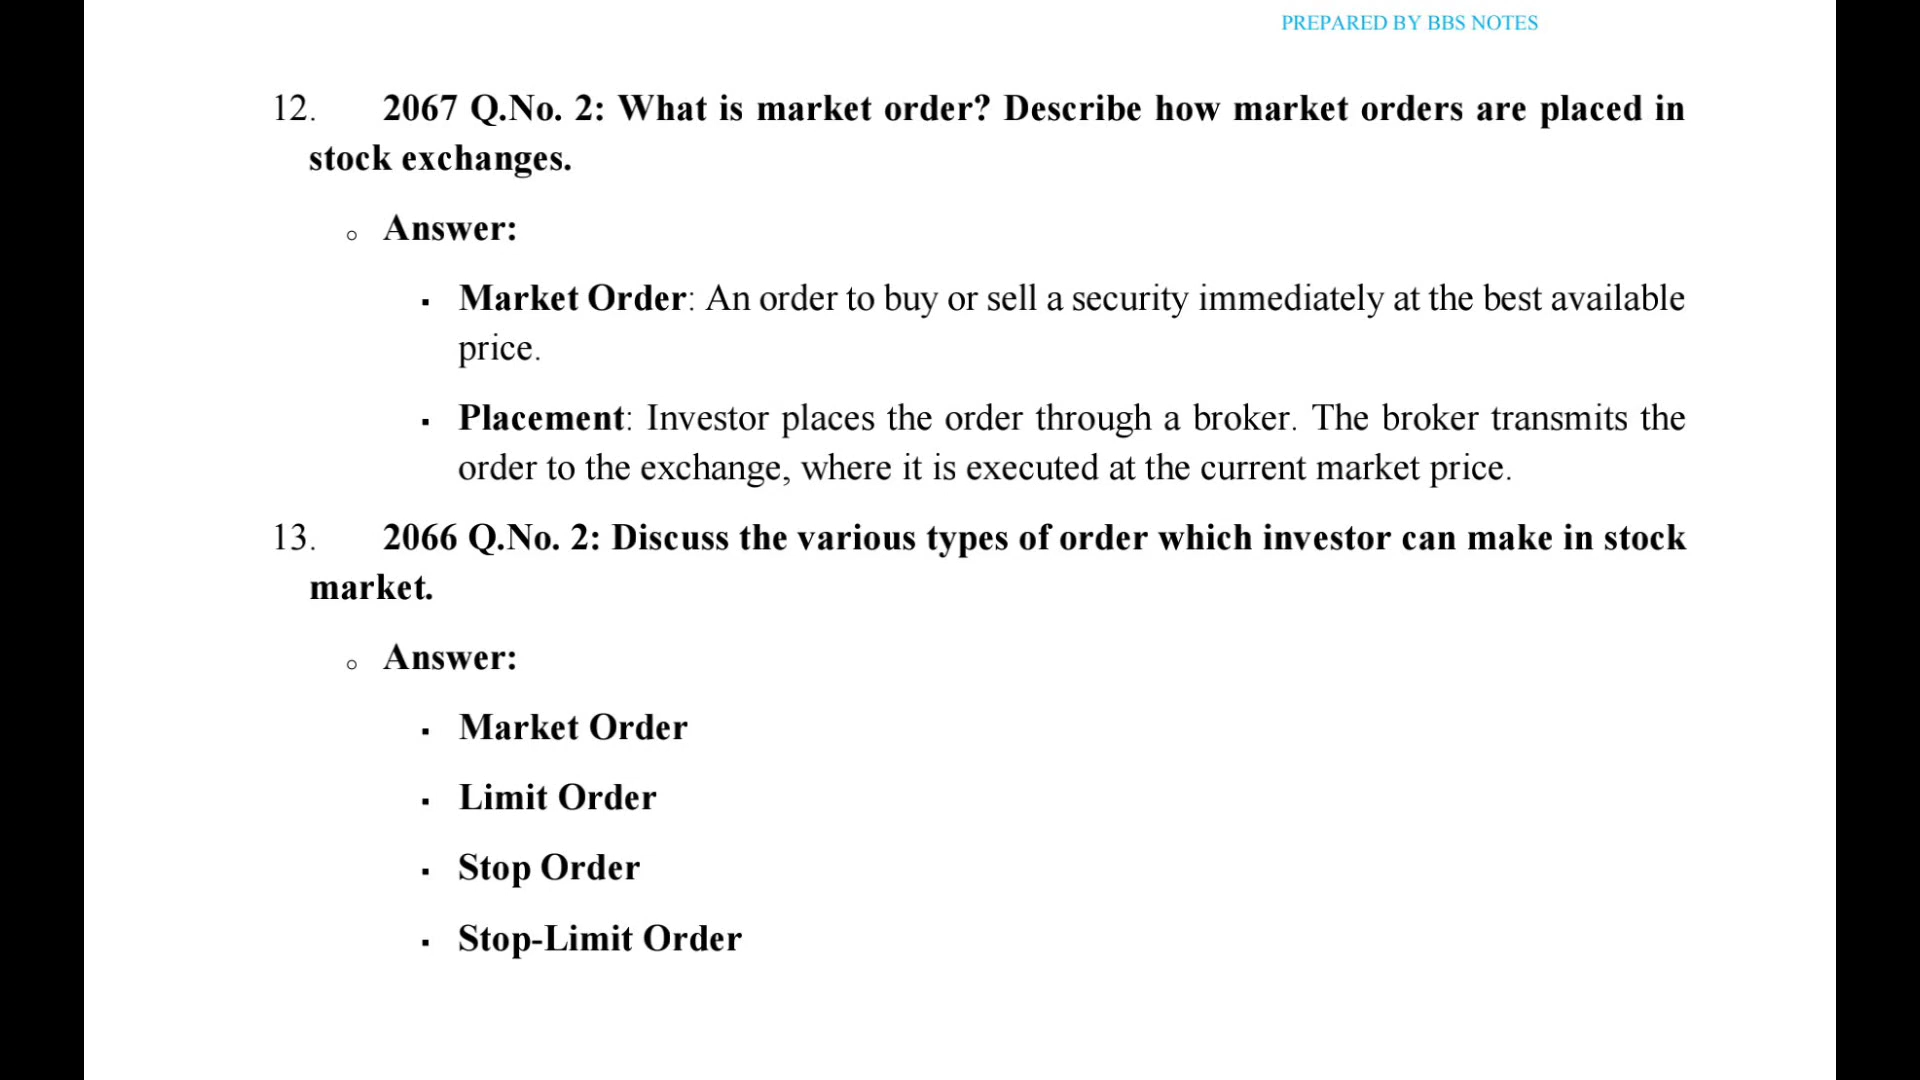 PREPARED BY BBS NOTES
12. 2067 Q.No. 2: What is market order? Describe how market orders are placed in
stock exchanges.
○ Answer:
▪ Market Order: An order to buy or sell a security immediately at the best available
price.
▪ Placement: Investor places the order through a broker. The broker transmits the
order to the exchange, where it is executed at the current market price.
13. 2066 Q.No. 2: Discuss the various types of order which investor can make in stock
market.
○ Answer:
▪ Market Order
▪ Limit Order
▪ Stop Order
▪ Stop-Limit Order